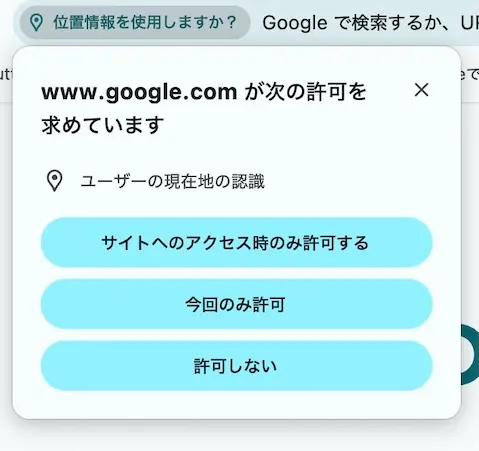 位置情報を使用しますか？ Google で検索するか、UR
www.google.com が次の許可を
求めています
ユーザーの現在地の認識
サイトへのアクセス時のみ許可する
今回のみ許可
許可しない